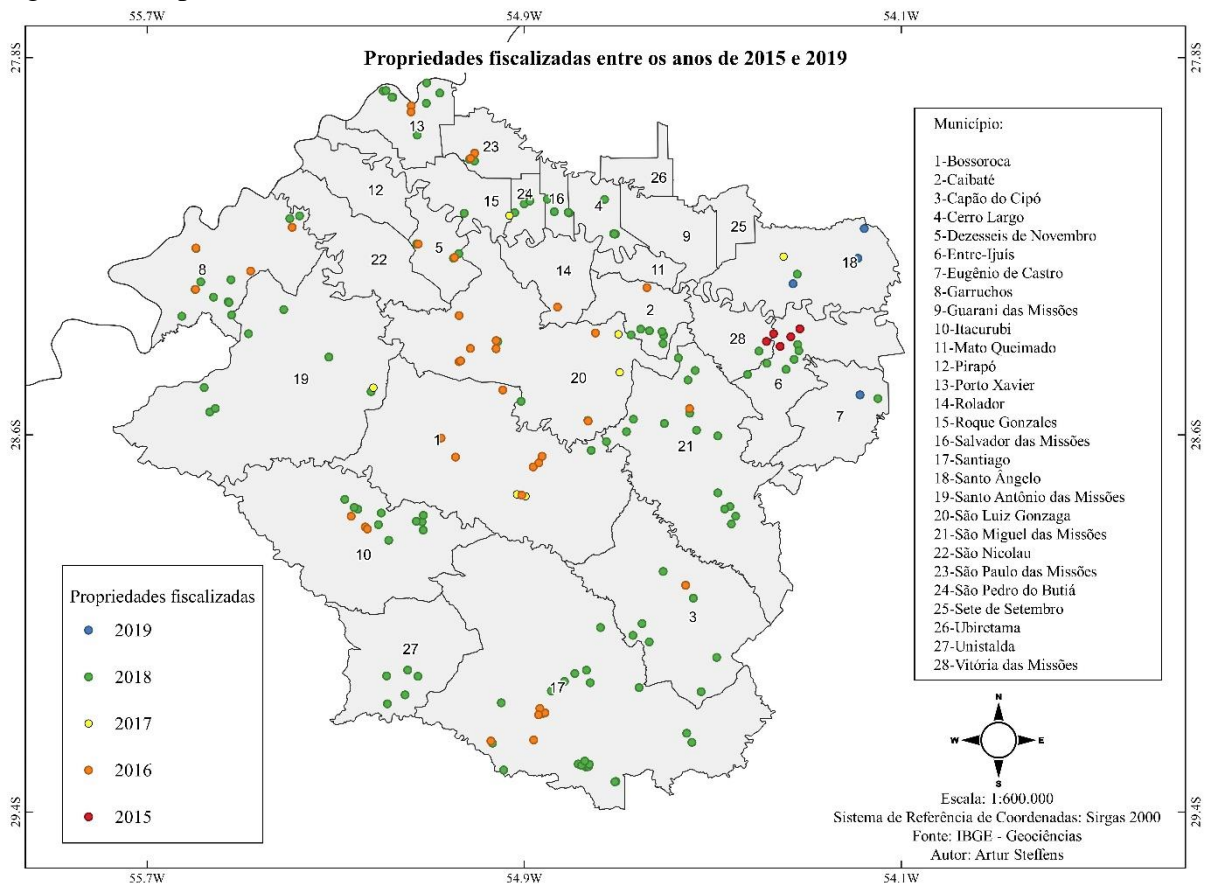 55.7W
54.9W
54.1W
27.8S
27.8S
Propriedades fiscalizadas entre os anos de 2015 e 2019
Município:
1-Bossoroca
2-Caibaté
3-Capão do Cipó
4-Cerro Largo
5-Dezesseis de Novembro
6-Entre-Ijuís
7-Eugênio de Castro
8-Garruchos
9-Guarani das Missões
10-Itacurubi
11-Mato Queimado
12-Pirapó
13-Porto Xavier
14-Rolador
15-Roque Gonzales
16-Salvador das Missões
17-Santiago
18-Santo Ângelo
19-Santo Antônio das Missões
20-São Luiz Gonzaga
21-São Miguel das Missões
22-São Nicolau
23-São Paulo das Missões
24-São Pedro do Butiá
25-Sete de Setembro
26-Ubiretama
27-Unistalda
28-Vitória das Missões
13
23
26
12
15
24
16
4
25
5
9
18
22
8
14
11
2
28
19
20
6
7
1
21
10
3
27
17
28.6S
28.6S
Propriedades fiscalizadas
2019
2018
2017
2016
2015
N
W
E
S
Escala: 1:600.000
Sistema de Referência de Coordenadas: Sirgas 2000
Fonte: IBGE - Geociências
Autor: Artur Steffens
29.4S
29.4S
55.7W
54.9W
54.1W